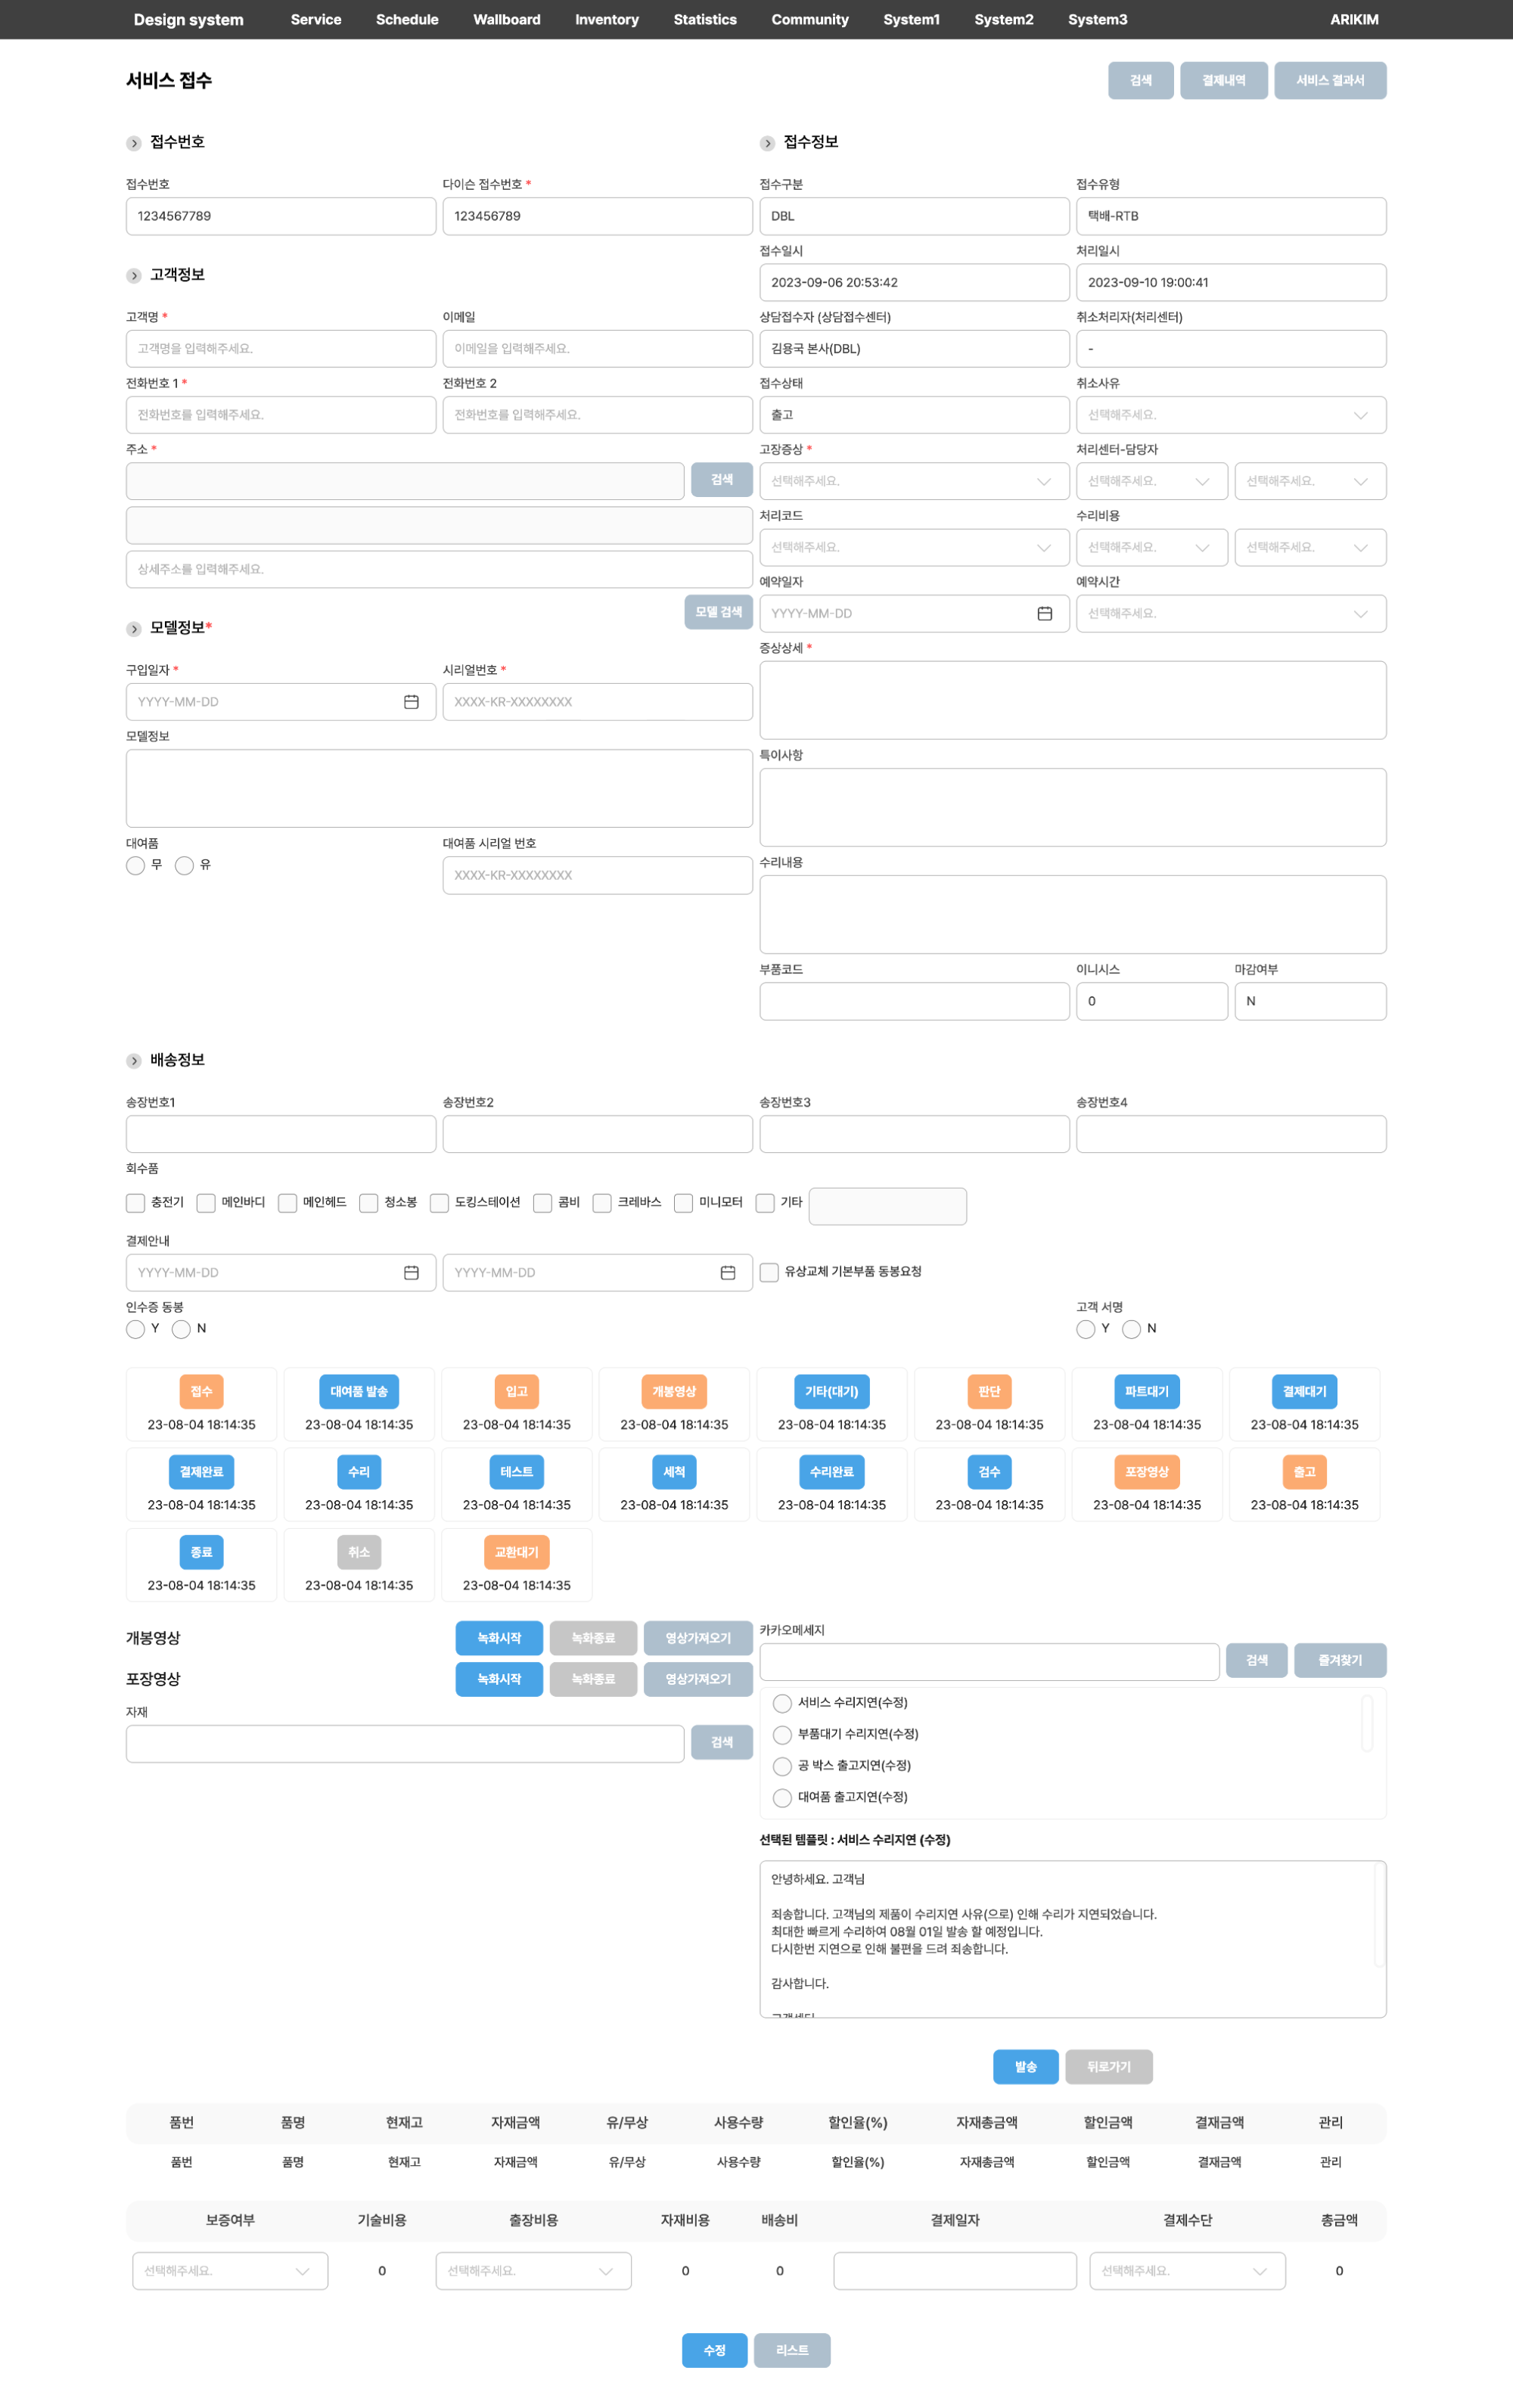 Design system Service Schedule Wallboard Inventory Statistics Community System1 System2 System3 ARIKIM
서비스 접수 검색 결제내역 서비스 결과서
접수번호
접수번호 다이슨 접수번호 *
1234567789 123456789
고객정보
고객명 * 이메일
고객명을 입력해주세요. 이메일을 입력해주세요.
전화번호 1 * 전화번호 2
전화번호를 입력해주세요. 전화번호를 입력해주세요.
주소 *
검색
상세주소를 입력해주세요.
모델 검색
모델정보*
구입일자 * 시리얼번호 *
YYYY-MM-DD XXXX-KR-XXXXXXXX
모델정보
대여품 대여품 시리얼 번호
무 유 XXXX-KR-XXXXXXXX
접수정보
접수구분 접수유형
DBL 택배-RTB
접수일시 처리일시
2023-09-06 20:53:42 2023-09-10 19:00:41
상담접수자 (상담접수센터) 취소처리자(처리센터)
김용국 본사(DBL) -
접수상태 취소사유
출고 선택해주세요.
고장증상 * 처리센터-담당자
선택해주세요. 선택해주세요. 선택해주세요.
처리코드 수리비용
선택해주세요. 선택해주세요. 선택해주세요.
예약일자 예약시간
YYYY-MM-DD 선택해주세요.
증상상세 *
특이사항
수리내용
부품코드 이니시스 마감여부
0 N
배송정보
송장번호1 송장번호2 송장번호3 송장번호4
회수품
충전기 메인바디 메인헤드 청소봉 도킹스테이션 콤비 크레바스 미니모터 기타
결제안내
YYYY-MM-DD YYYY-MM-DD 유상교체 기본부품 동봉요청
인수증 동봉 고객 서명
Y N Y N
접수 대여품 발송 입고 개봉영상 기타(대기) 판단 파트대기 결제대기
23-08-04 18:14:35 23-08-04 18:14:35 23-08-04 18:14:35 23-08-04 18:14:35 23-08-04 18:14:35 23-08-04 18:14:35 23-08-04 18:14:35 23-08-04 18:14:35
결제완료 수리 테스트 세척 수리완료 검수 포장영상 출고
23-08-04 18:14:35 23-08-04 18:14:35 23-08-04 18:14:35 23-08-04 18:14:35 23-08-04 18:14:35 23-08-04 18:14:35 23-08-04 18:14:35 23-08-04 18:14:35
종료 취소 교환대기
23-08-04 18:14:35 23-08-04 18:14:35 23-08-04 18:14:35
개봉영상 녹화시작 녹화종료 영상가져오기
포장영상 녹화시작 녹화종료 영상가져오기
자재
검색
카카오메세지
검색 즐겨찾기
서비스 수리지연(수정)
부품대기 수리지연(수정)
공 박스 출고지연(수정)
대여품 출고지연(수정)
선택된 템플릿 : 서비스 수리지연 (수정)
안녕하세요. 고객님
죄송합니다. 고객님의 제품이 수리지연 사유(으로) 인해 수리가 지연되었습니다.
최대한 빠르게 수리하여 08월 01일 발송 할 예정입니다.
다시한번 지연으로 인해 불편을 드려 죄송합니다.
감사합니다.
발송 뒤로가기
품번 품명 현재고 자재금액 유/무상 사용수량 할인율(%) 자재총금액 할인금액 결재금액 관리
품번 품명 현재고 자재금액 유/무상 사용수량 할인율(%) 자재총금액 할인금액 결재금액 관리
보증여부 기술비용 출장비용 자재비용 배송비 결제일자 결제수단 총금액
선택해주세요. 0 선택해주세요. 0 0 선택해주세요. 0
수정 리스트